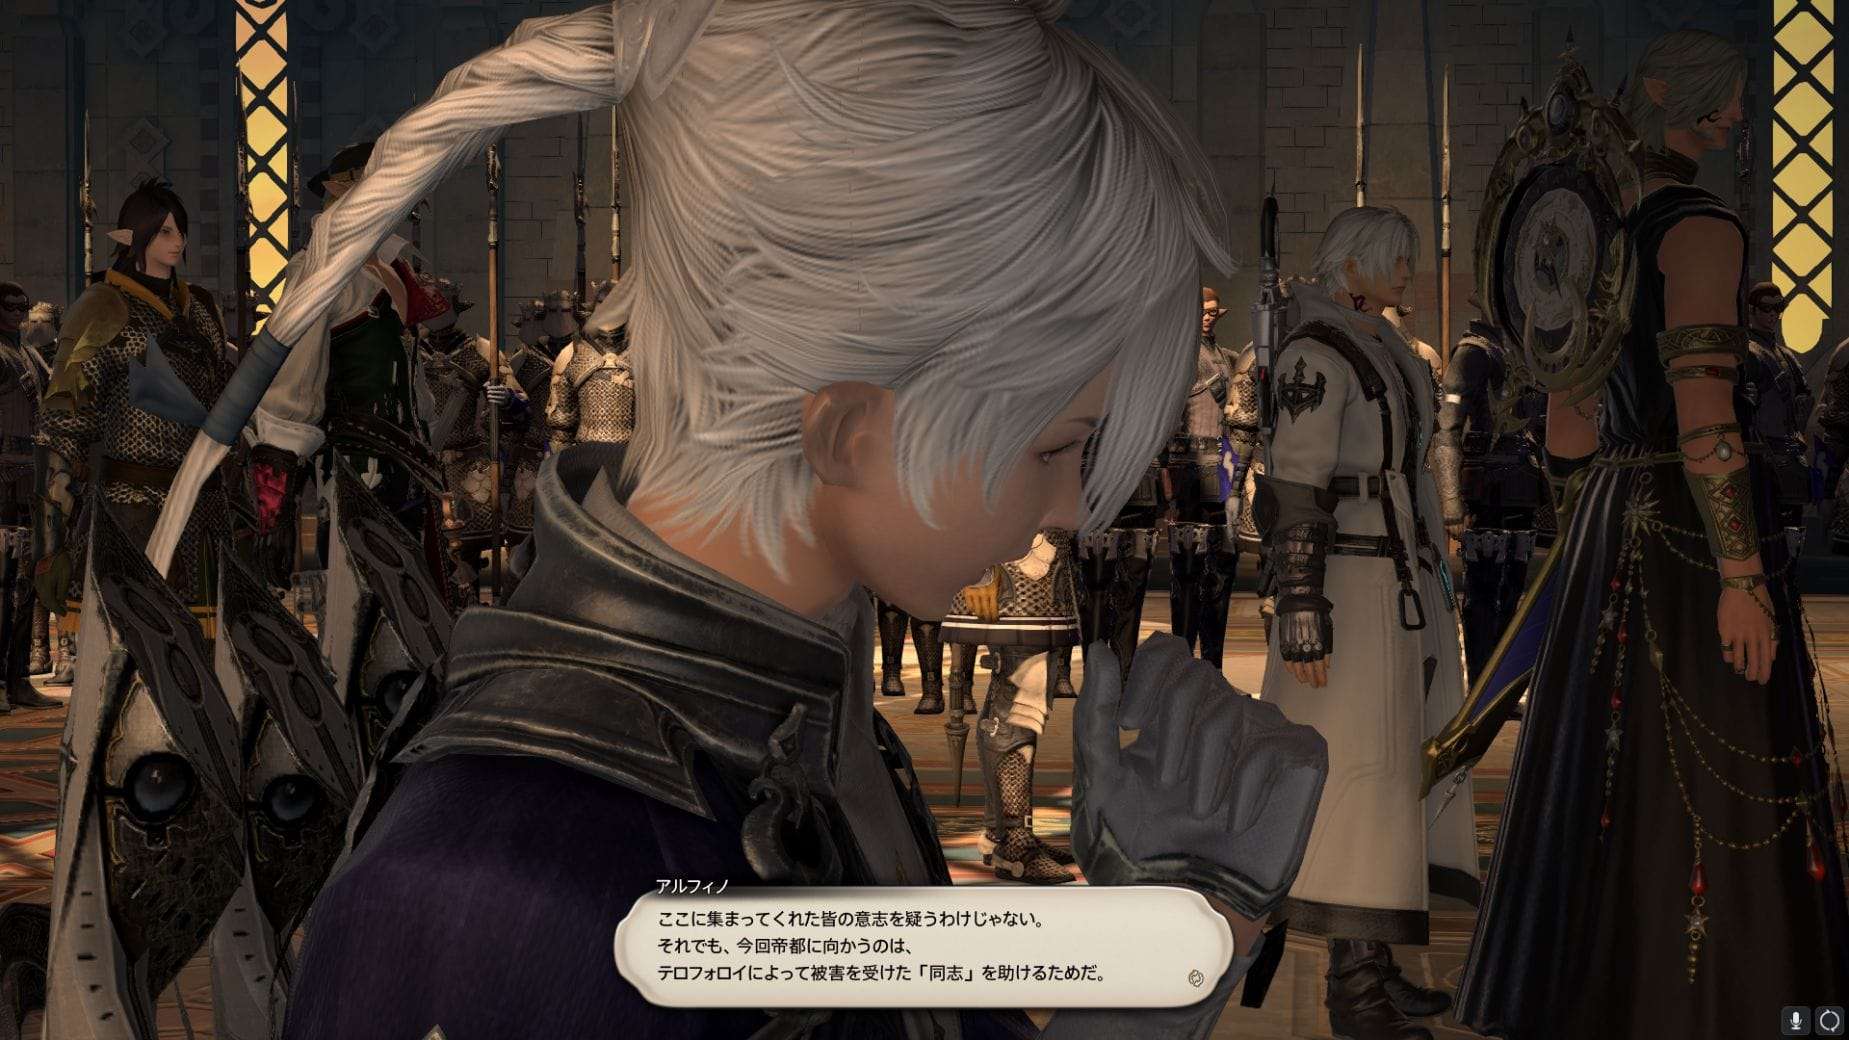 アルフィノ
ここに集まってくれた皆の意志を疑うわけじゃない。
それでも、今回帝都に向かうのは、
テロフォロイによって被害を受けた「同志」を助けるためだ。